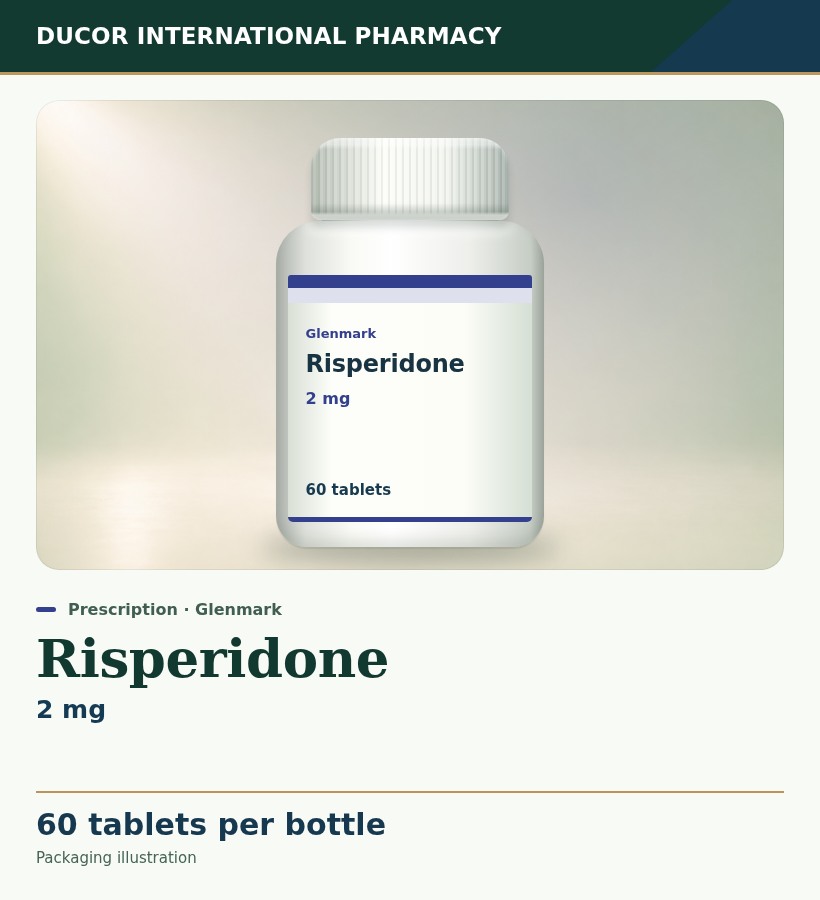 DUCOR INTERNATIONAL PHARMACY
Glenmark
Risperidone
2 mg
60 tablets
Prescription · Glenmark
Risperidone
2 mg
60 tablets per bottle
Packaging illustration